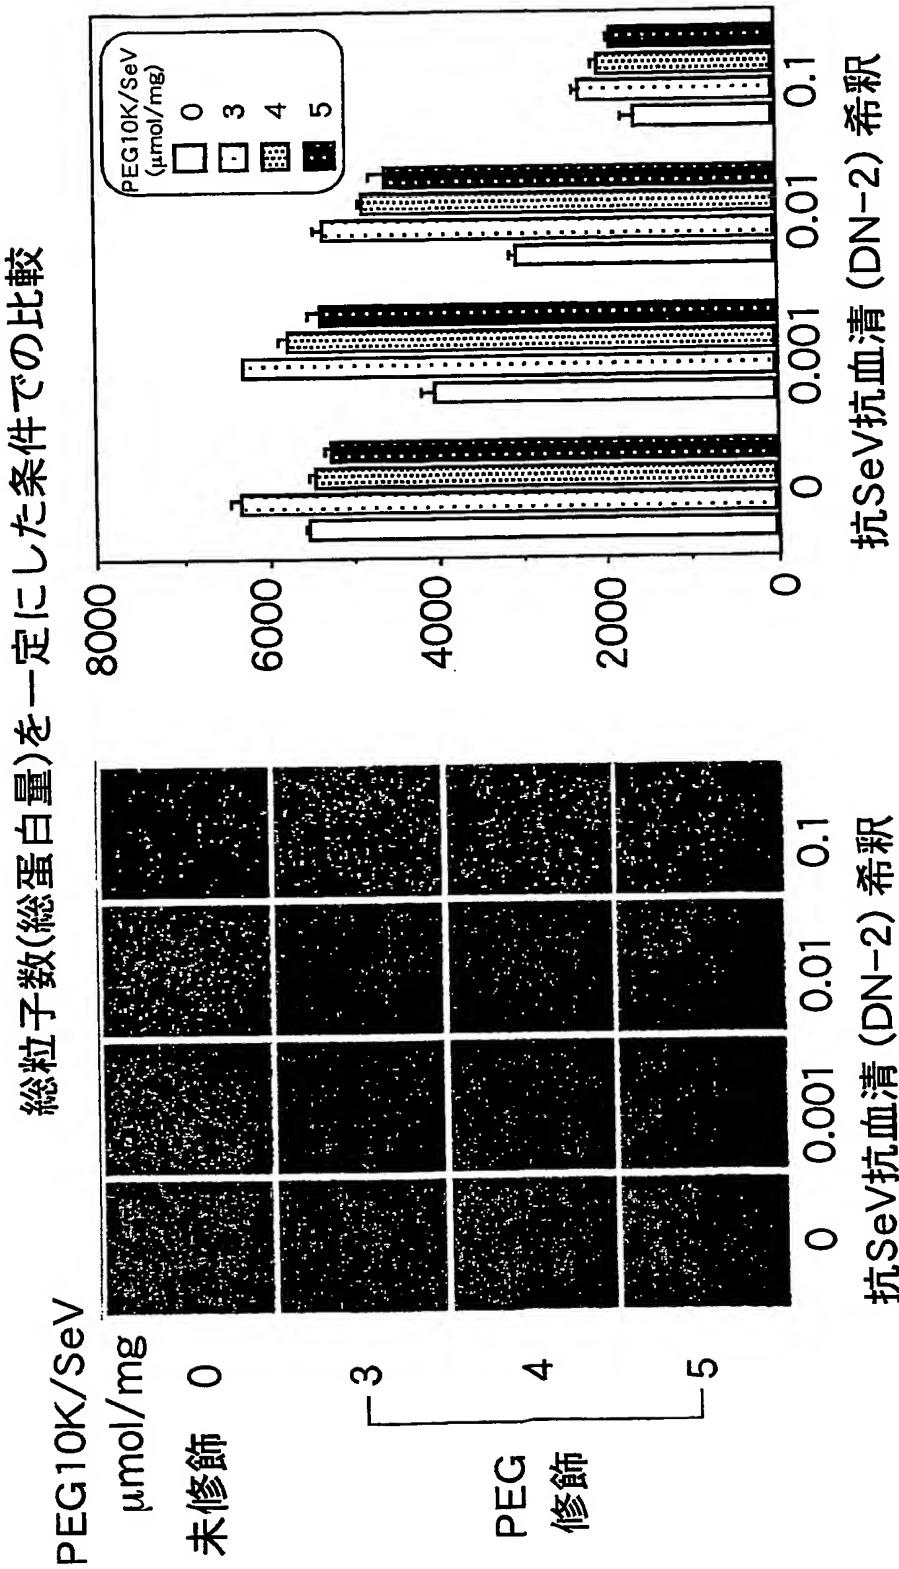 総粒子数(総蛋白量)を一定にした条件での比較
PEG10K/SeV
μmol/mg
未修飾 0
PEG
修飾
3
4
5
0 0.001 0.01 0.1
抗SeV抗血清 (DN-2) 希釈
8000
6000
4000
2000
0
PEG10K/SeV
(μmol/mg)
0
3
4
5
0 0.001 0.01 0.1
抗SeV抗血清 (DN-2) 希釈